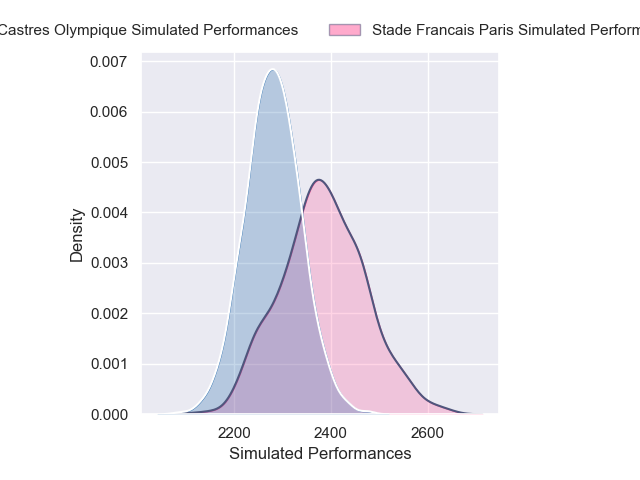 Castres Olympique Simulated Performances Stade Francais Paris Simulated
0.007
0.006
0.005
0.004
0.003
0.002
0.001
0.000
Density
2200 2400 2600
Simulated Performances